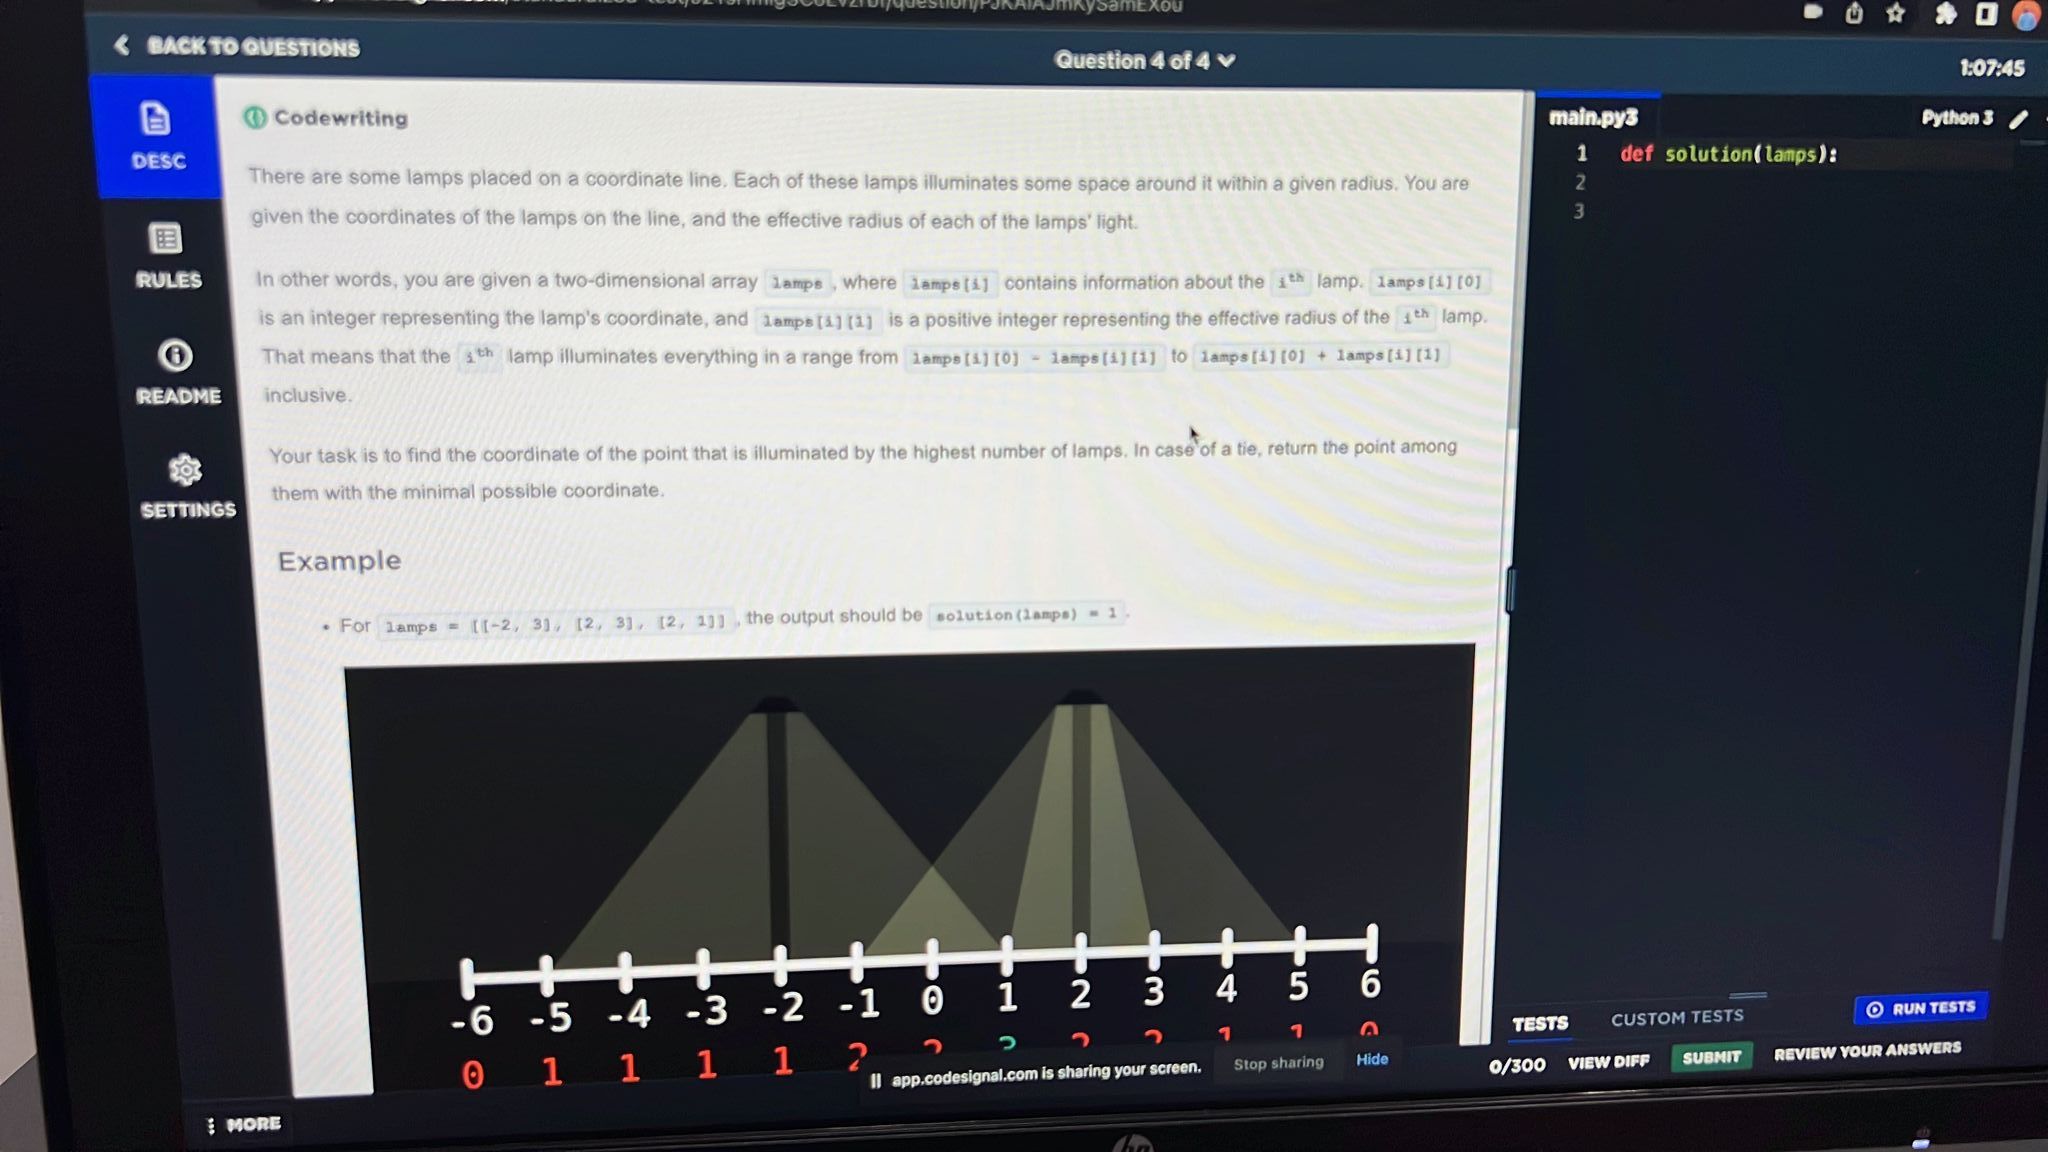 BACK TO QUESTIONS
Question 4 of 4
1:07:45
DESC
RULES
README
SETTINGS
MORE
Codewriting
There are some lamps placed on a coordinate line. Each of these lamps illuminates some space around it within a given radius. You are
given the coordinates of the lamps on the line, and the effective radius of each of the lamps' light.
In other words, you are given a two-dimensional array lamps , where lamps[i] contains information about the ith lamp. lamps[i][0]
is an integer representing the lamp's coordinate, and lamps[i][1] is a positive integer representing the effective radius of the ith lamp.
That means that the ith lamp illuminates everything in a range from lamps[i][0] - lamps[i][1] to lamps[i][0] + lamps[i][1]
inclusive.
Your task is to find the coordinate of the point that is illuminated by the highest number of lamps. In case of a tie, return the point among
them with the minimal possible coordinate.
Example
• For lamps = [[-2, 3], [2, 3], [2, 1]] , the output should be solution(lamps) = 1 .
-6 -5 -4 -3 -2 -1 0 1 2 3 4 5 6
0 1 1 1 1
app.codesignal.com is sharing your screen. Stop sharing Hide
main.py3
Python 3
1 def solution(lamps):
2
3
TESTS CUSTOM TESTS RUN TESTS
0/300 VIEW DIFF SUBMIT REVIEW YOUR ANSWERS
hp